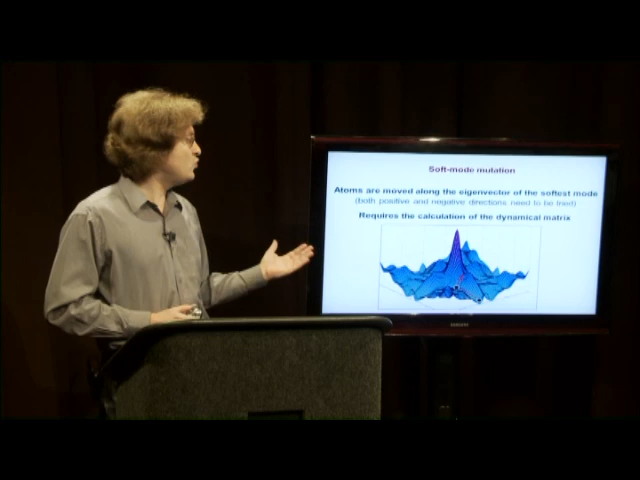 Soft-mode mutation
Atoms are moved along the eigenvector of the softest mode
(both positive and negative directions need to be tried)
Requires the calculation of the dynamical matrix
SAMSUNG